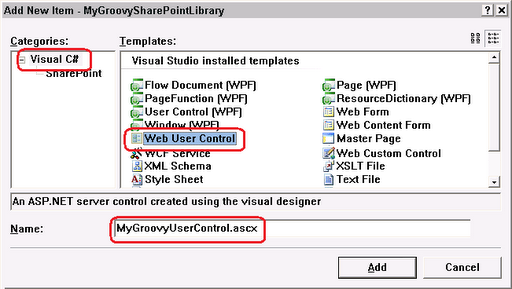 Add New Item - MyGroovySharePointLibrary
Categories:
Templates:
Visual C#
SharePoint
Visual Studio installed templates
Flow Document (WPF)
Page (WPF)
PageFunction (WPF)
ResourceDictionary (WPF)
User Control (WPF)
Web Form
Window (WPF)
Web Content Form
Web User Control
Master Page
WCF Service
Web Custom Control
XML Schema
XSLT File
Style Sheet
Text File
An ASP.NET server control created using the visual designer
Name:
MyGroovyUserControl.ascx
Add
Cancel